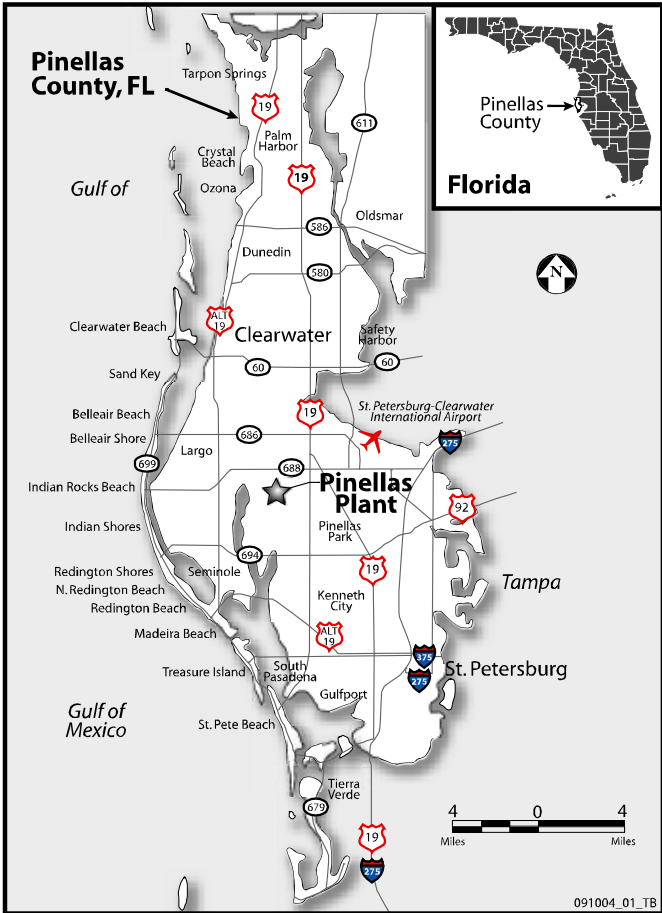 Pinellas
County, FL
Tarpon Springs
19
Palm
Harbor
611
Crystal
Beach
Ozona
19
Gulf of
Oldsmar
586
Dunedin
580
ALT
19
Clearwater Beach
Clearwater
Safety
Harbor
60
60
Sand Key
Belleair Beach
19
St. Petersburg-Clearwater
International Airport
Belleair Shore
686
275
Largo
699
688
Indian Rocks Beach
Pinellas
Plant
92
Indian Shores
Pinellas
Park
694
Redington Shores
Seminole
19
Tampa
N. Redington Beach
Redington Beach
Kenneth
City
Madeira Beach
ALT
19
375
Treasure Island
South
Pasadena
St. Petersburg
275
Gulfport
Gulf of
Mexico
St. Pete Beach
Tierra
Verde
679
19
275
Pinellas
County
Florida
N
4 0 4
Miles Miles
091004_01_TB